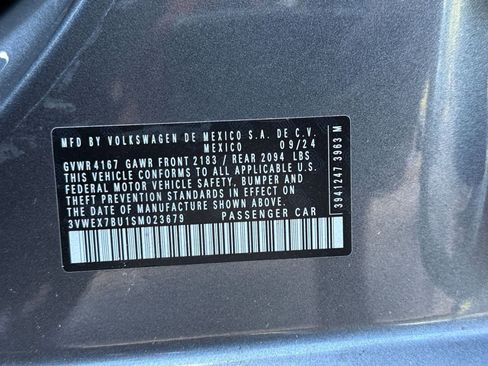 MFD BY VOLKSWAGEN DE MEXICO S.A. DE C.V.
MEXICO 09/24
GVWR4167 GAWR FRONT 2183 / REAR 2094 LBS
THIS VEHICLE CONFORMS TO ALL APPLICABLE U.S.
FEDERAL MOTOR VEHICLE SAFETY, BUMPER AND
THEFT PREVENTION STANDARDS IN EFFECT ON
THE DATE OF MANUFACTURE SHOWN ABOVE.
3VWEX7BU1SM023679 PASSENGER CAR
3941247 3963 M